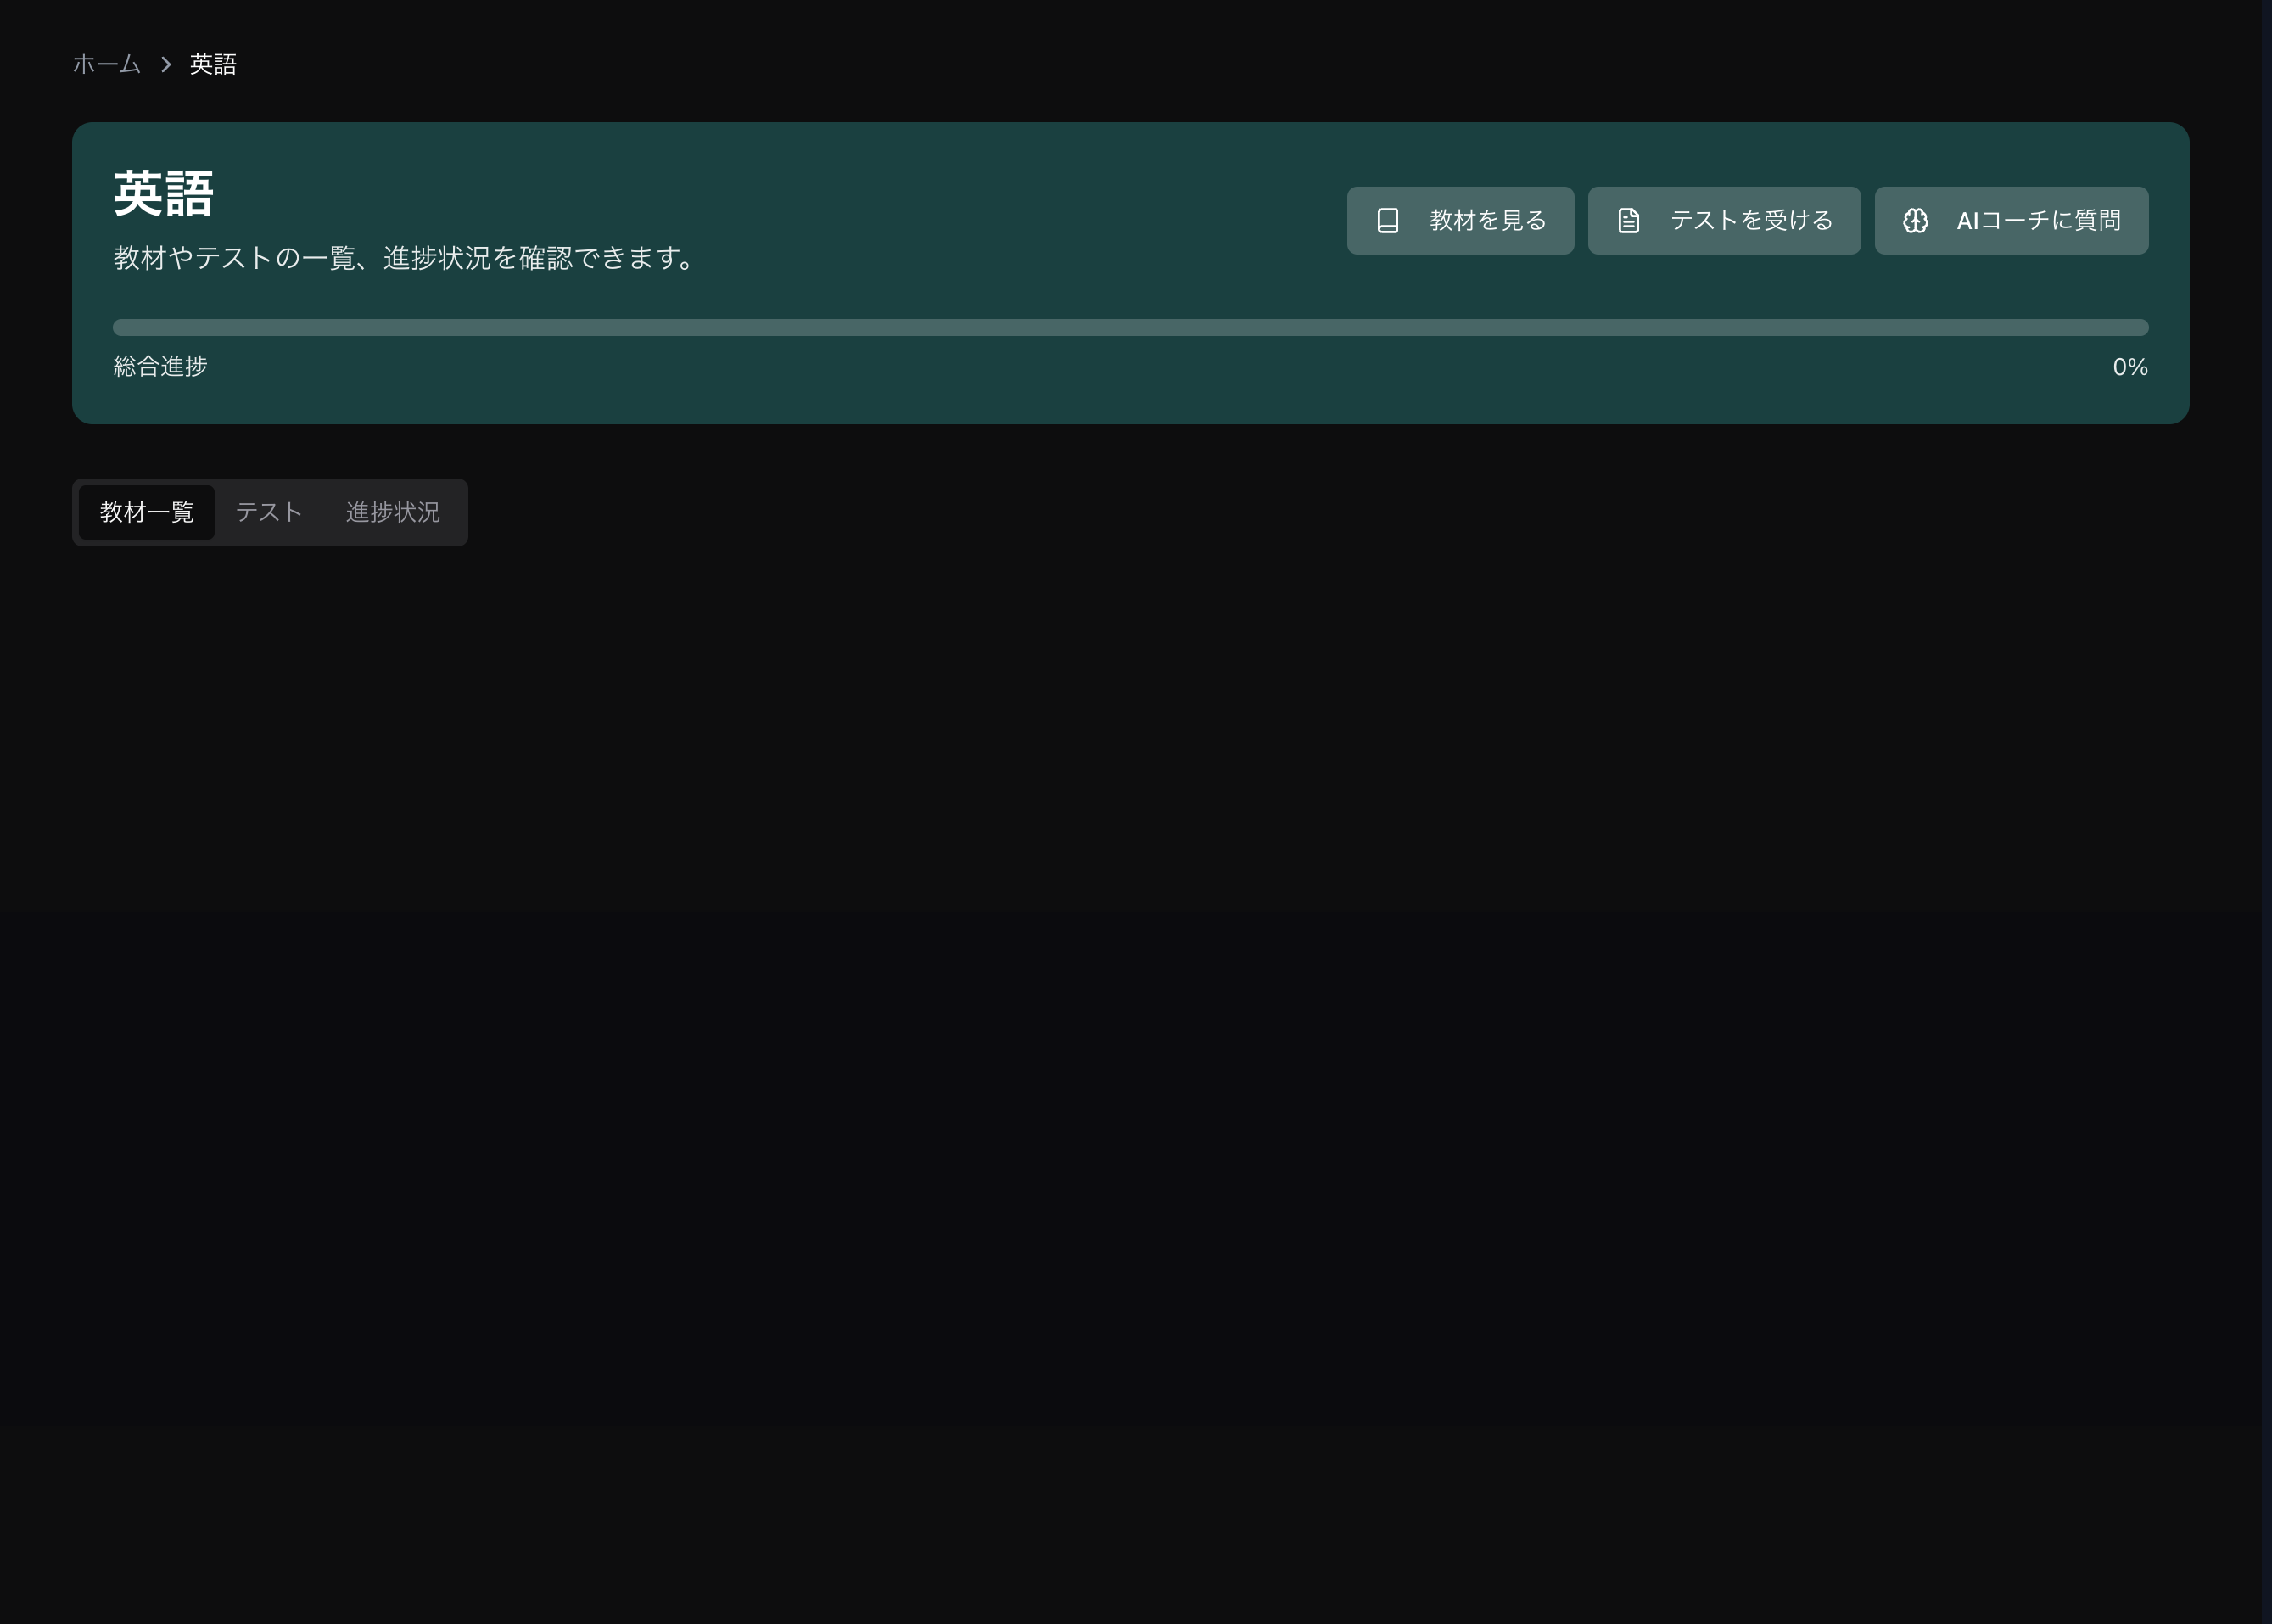 ホーム 英語
英語
教材やテストの一覧、進捗状況を確認できます。
教材を見る
テストを受ける
AIコーチに質問
総合進捗 0%
教材一覧 テスト 進捗状況